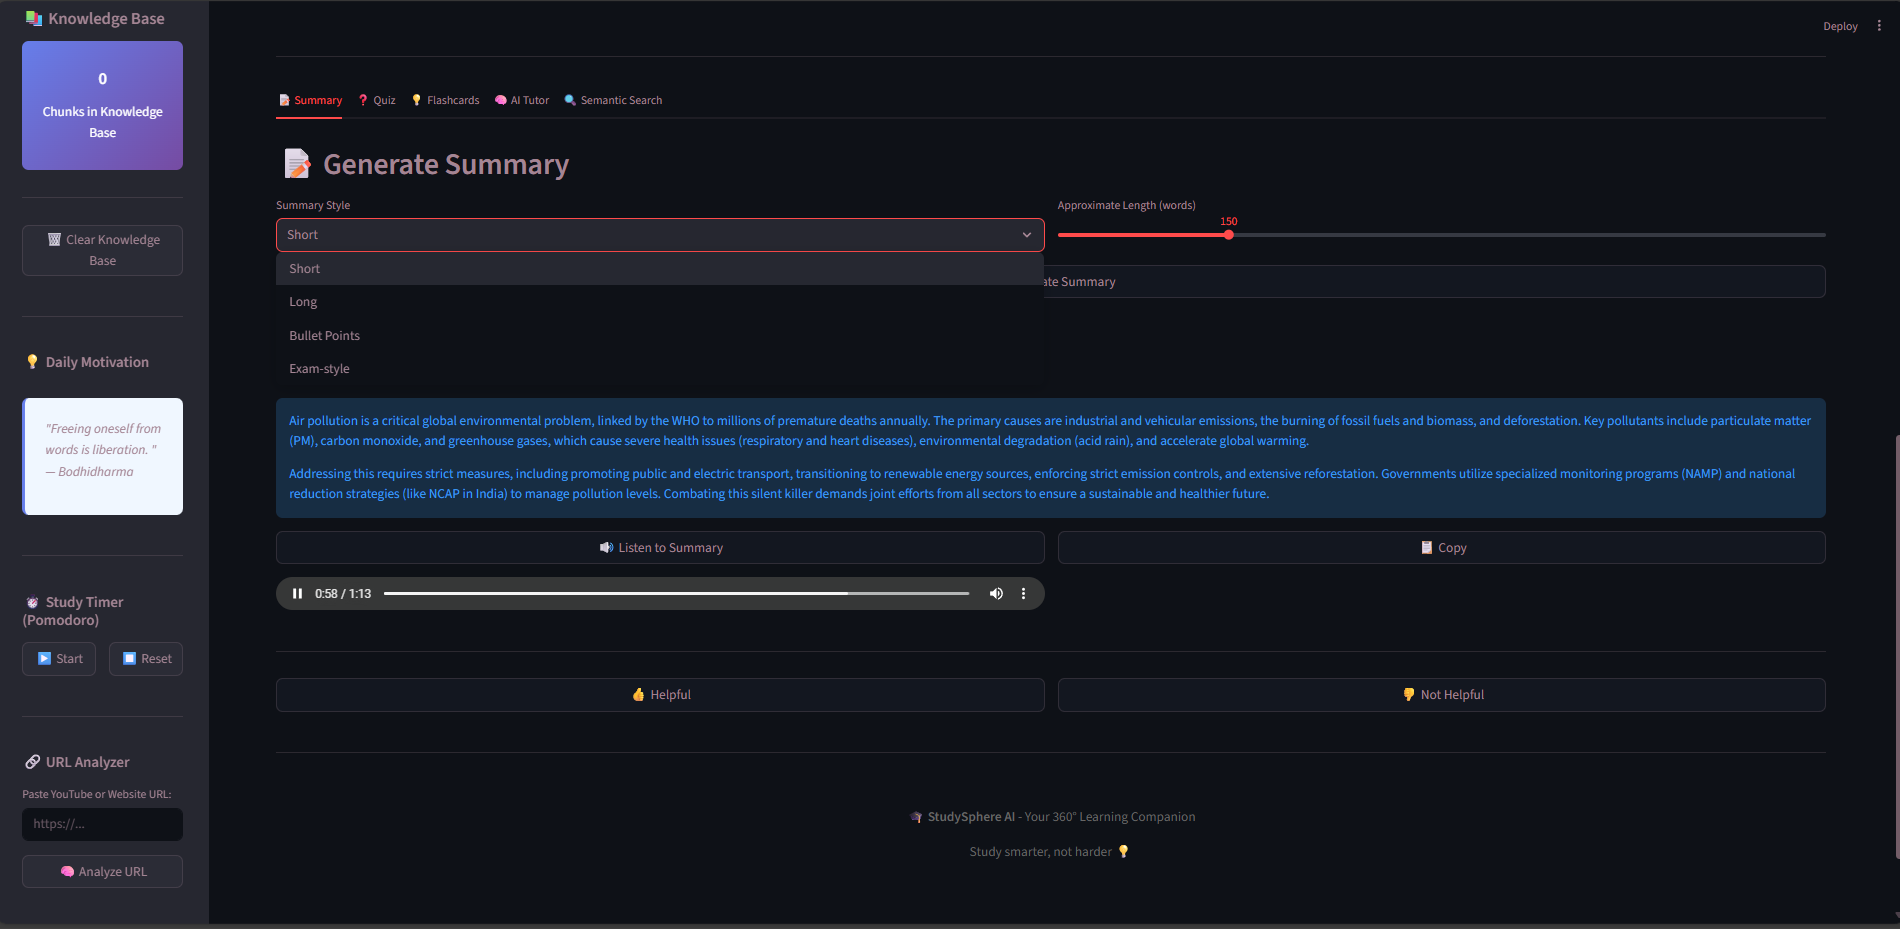 Knowledge Base
0
Chunks in Knowledge
Base
Clear Knowledge
Base
Daily Motivation
"Freeing oneself from
words is liberation. "
— Bodhidharma
Study Timer
(Pomodoro)
Start
Reset
URL Analyzer
Paste YouTube or Website URL:
https://...
Analyze URL
Deploy
Summary
Quiz
Flashcards
AI Tutor
Semantic Search
Generate Summary
Summary Style
Short
Short
Long
Bullet Points
Exam-style
Approximate Length (words)
150
ate Summary
Air pollution is a critical global environmental problem, linked by the WHO to millions of premature deaths annually. The primary causes are industrial and vehicular emissions, the burning of fossil fuels and biomass, and deforestation. Key pollutants include particulate matter
(PM), carbon monoxide, and greenhouse gases, which cause severe health issues (respiratory and heart diseases), environmental degradation (acid rain), and accelerate global warming.
Addressing this requires strict measures, including promoting public and electric transport, transitioning to renewable energy sources, enforcing strict emission controls, and extensive reforestation. Governments utilize specialized monitoring programs (NAMP) and national
reduction strategies (like NCAP in India) to manage pollution levels. Combating this silent killer demands joint efforts from all sectors to ensure a sustainable and healthier future.
Listen to Summary
Copy
0:58 / 1:13
Helpful
Not Helpful
StudySphere AI - Your 360° Learning Companion
Study smarter, not harder